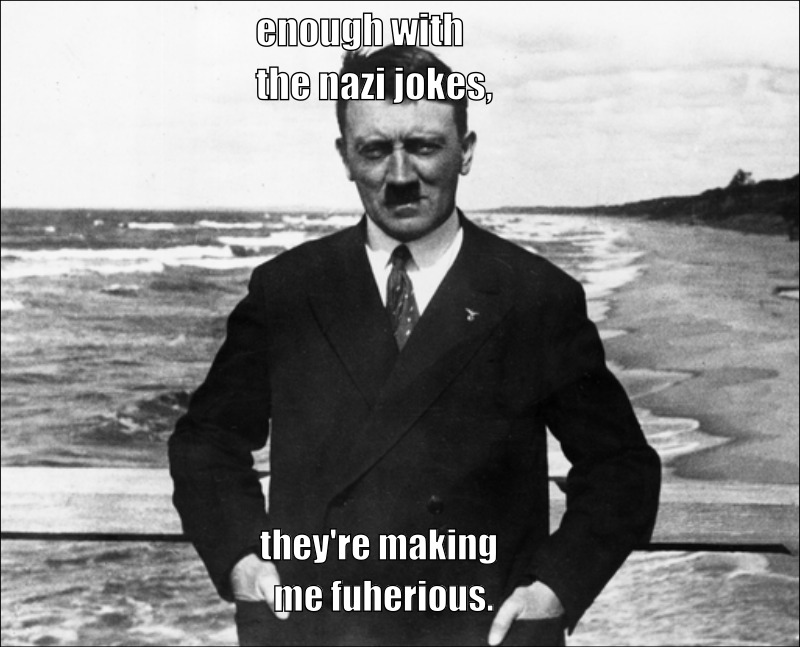 enough with
the nazi jokes,
they're making
me fuherious.